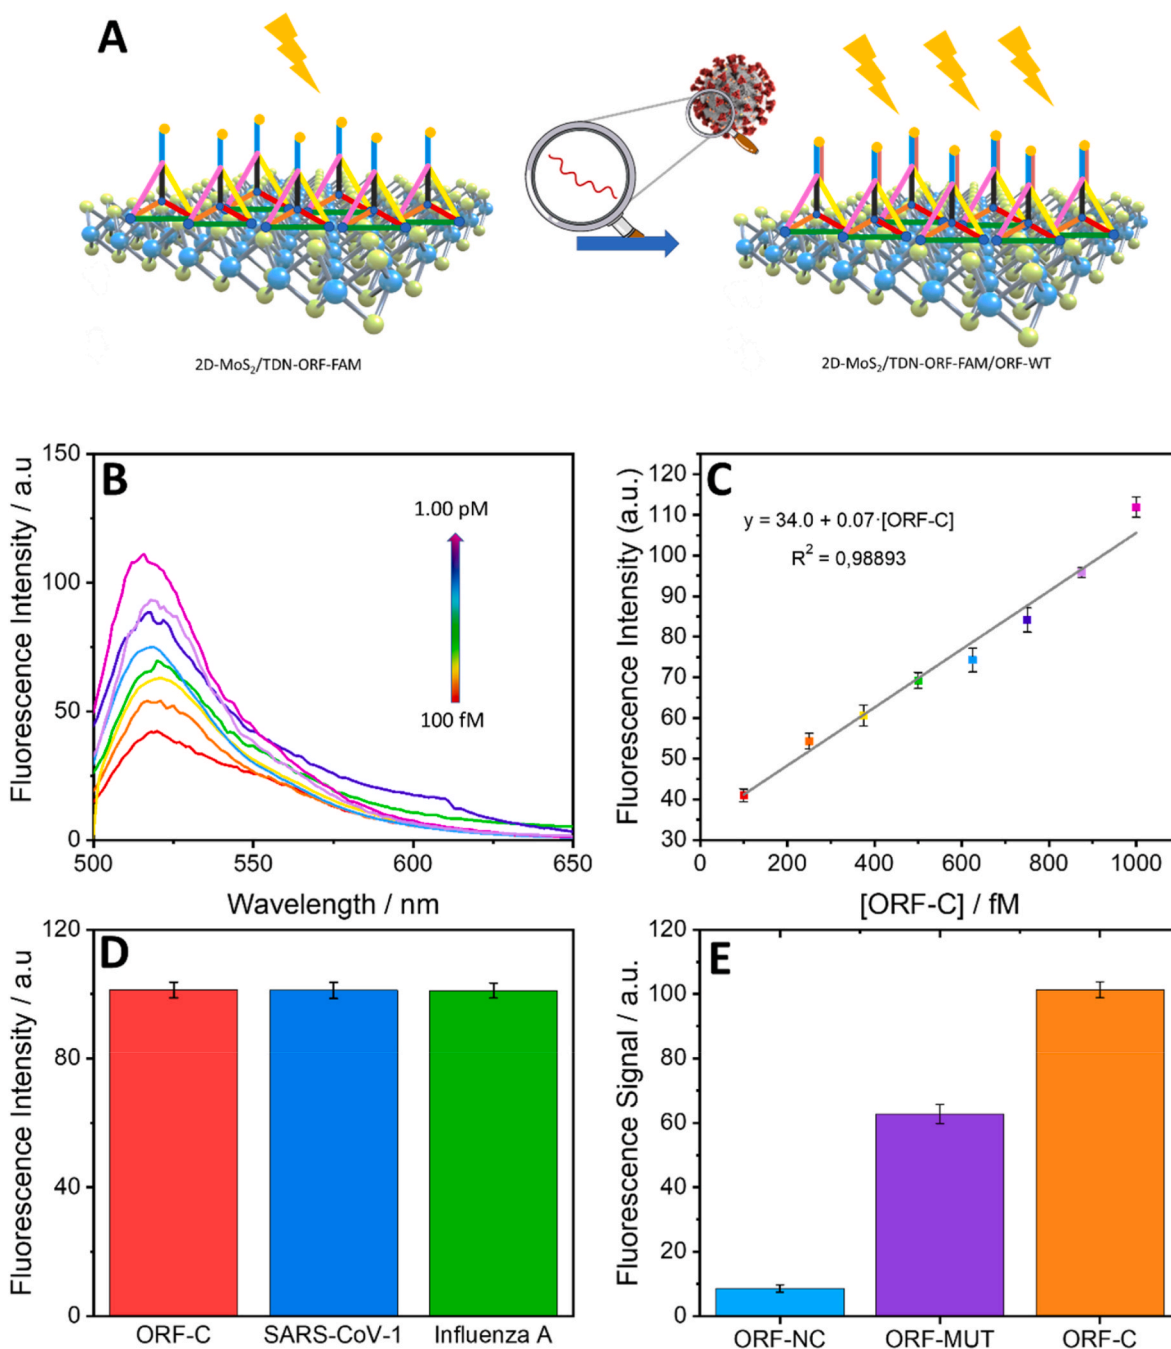 A
2D-MoS₂/TDN-ORF-FAM
2D-MoS₂/TDN-ORF-FAM/ORF-WT
B
Fluorescence Intensity / a.u
150
100
50
0
1.00 pM
100 fM
500 550 600 650
Wavelength / nm
C
Fluorescence Intensity (a.u.)
120
110
100
90
80
70
60
50
40
30
y = 34.0 + 0.07·[ORF-C]
R² = 0,98893
0 200 400 600 800 1000
[ORF-C] / fM
D
Fluorescence Intensity / a.u
120
80
40
0
ORF-C SARS-CoV-1 Influenza A
E
Fluorescence Signal / a.u.
120
100
80
60
40
20
0
ORF-NC ORF-MUT ORF-C